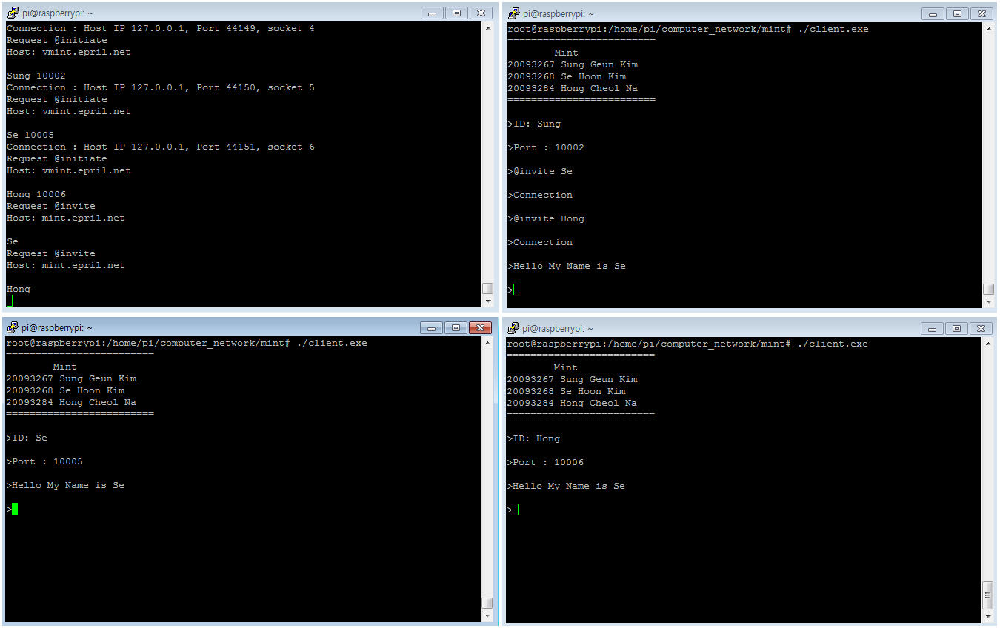 pi@raspberrypi: ~
Connection : Host IP 127.0.0.1, Port 44149, socket 4
Request @initiate
Host: vmint.epril.net
Sung 10002
Connection : Host IP 127.0.0.1, Port 44150, socket 5
Request @initiate
Host: vmint.epril.net
Se 10005
Connection : Host IP 127.0.0.1, Port 44151, socket 6
Request @initiate
Host: vmint.epril.net
Hong 10006
Request @invite
Host: mint.epril.net
Se
Request @invite
Host: mint.epril.net
Hong
pi@raspberrypi: ~
root@raspberrypi:/home/pi/computer_network/mint# ./client.exe
=========================
Mint
20093267 Sung Geun Kim
20093268 Se Hoon Kim
20093284 Hong Cheol Na
=========================
>ID: Sung
>Port : 10002
>@invite Se
>Connection
>@invite Hong
>Connection
>Hello My Name is Se
>
pi@raspberrypi: ~
root@raspberrypi:/home/pi/computer_network/mint# ./client.exe
=========================
Mint
20093267 Sung Geun Kim
20093268 Se Hoon Kim
20093284 Hong Cheol Na
=========================
>ID: Se
>Port : 10005
>Hello My Name is Se
>
pi@raspberrypi: ~
root@raspberrypi:/home/pi/computer_network/mint# ./client.exe
=========================
Mint
20093267 Sung Geun Kim
20093268 Se Hoon Kim
20093284 Hong Cheol Na
=========================
>ID: Hong
>Port : 10006
>Hello My Name is Se
>